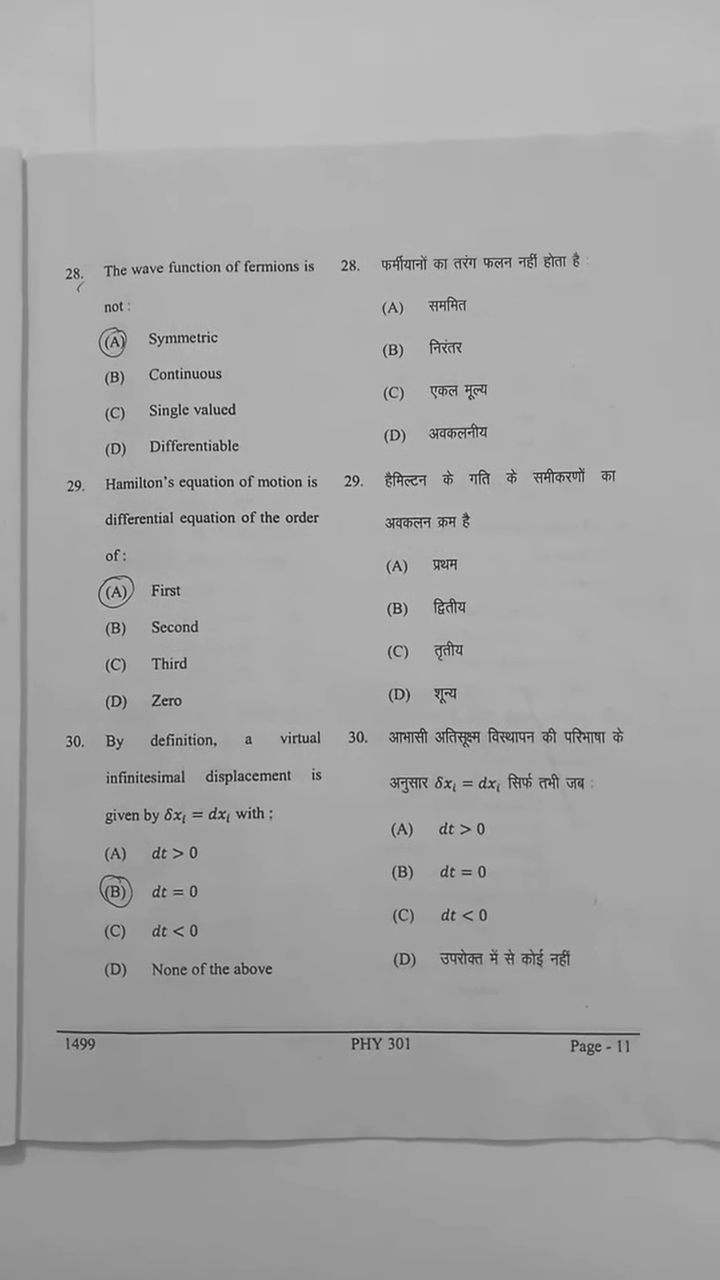 28. The wave function of fermions is
not :
(A) Symmetric
(B) Continuous
(C) Single valued
(D) Differentiable
29. Hamilton's equation of motion is
differential equation of the order
of :
(A) First
(B) Second
(C) Third
(D) Zero
30. By definition, a virtual
infinitesimal displacement is
given by δxᵢ = dxᵢ with ;
(A) dt > 0
(B) dt = 0
(C) dt < 0
(D) None of the above
28. फर्मीयानों का तरंग फलन नहीं होता है :
(A) सममित
(B) निरंतर
(C) एकल मूल्य
(D) अवकलनीय
29. हैमिल्टन के गति के समीकरणों का
अवकलन क्रम है
(A) प्रथम
(B) द्वितीय
(C) तृतीय
(D) शून्य
30. आभासी अतिसूक्ष्म विस्थापन की परिभाषा के
अनुसार δxᵢ = dxᵢ सिर्फ तभी जब :
(A) dt > 0
(B) dt = 0
(C) dt < 0
(D) उपरोक्त में से कोई नहीं
1499 PHY 301 Page - 11